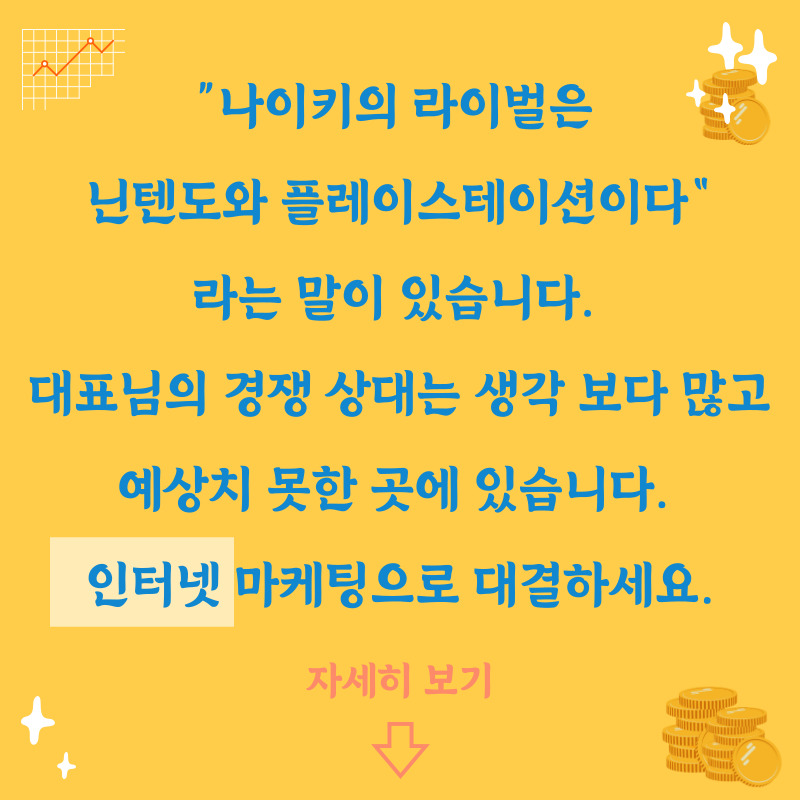 "나이키의 라이벌은
닌텐도와 플레이스테이션이다"
라는 말이 있습니다.
대표님의 경쟁 상대는 생각 보다 많고
예상치 못한 곳에 있습니다.
인터넷 마케팅으로 대결하세요.
자세히 보기